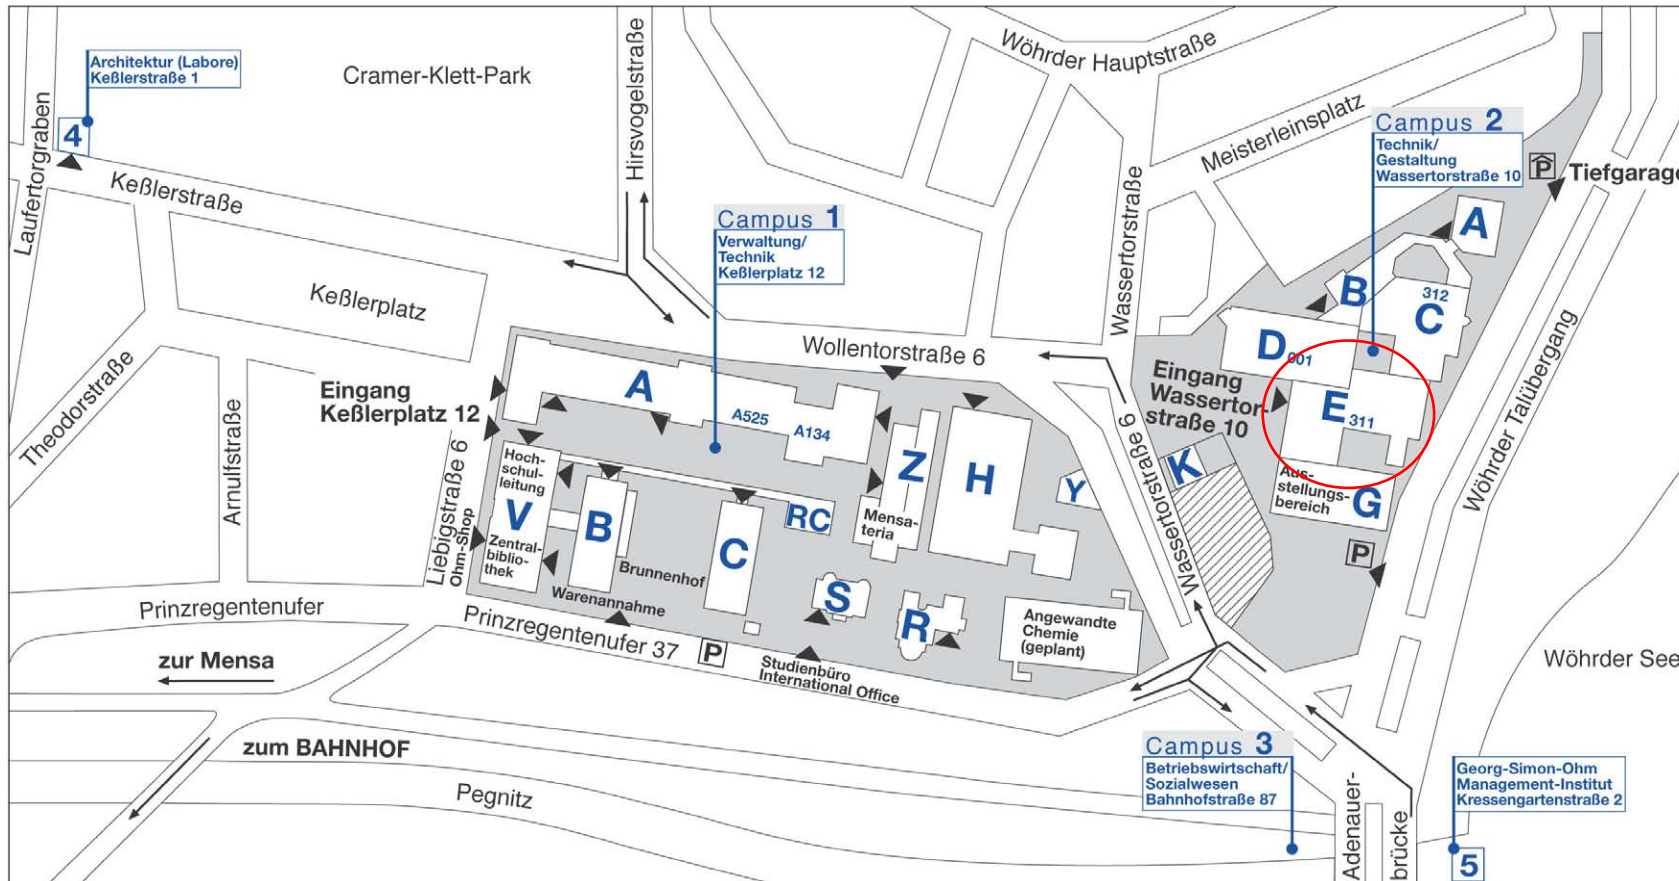 Architektur (Labore)
Keßlerstraße 1
4
Laufertorgraben
Keßlerstraße
Cramer-Klett-Park
Hirsvogelstraße
Wöhrder Hauptstraße
Meisterleinsplatz
Wassertorstraße
Campus 2
Technik/
Gestaltung
Wassertorstraße 10
P
Tiefgarage
A
B
312
C
D 001
E 311
Eingang
Wassertor-
straße 10
K
Aus-
stellungs-
bereich
G
P
Wöhrder Talübergang
Wöhrder See
Campus 1
Verwaltung/
Technik
Keßlerplatz 12
Keßlerplatz
Theodorstraße
Arnulfstraße
Eingang
Keßlerplatz 12
Liebigstraße 6
Ohm-Shop
Wollentorstraße 6
A
A525
A134
Hoch-
schul-
leitung
V
Zentral-
biblio-
thek
B
Brunnenhof
C
RC
Z
Mensa-
teria
H
Y
Wassertorstraße 6
S
R
Angewandte
Chemie
(geplant)
Warenannahme
Prinzregentenufer
Prinzregentenufer 37
P
Studienbüro
International Office
zur Mensa
zum BAHNHOF
Pegnitz
Campus 3
Betriebswirtschaft/
Sozialwesen
Bahnhofstraße 87
Adenauer-
brücke
Georg-Simon-Ohm
Management-Institut
Kressengartenstraße 2
5